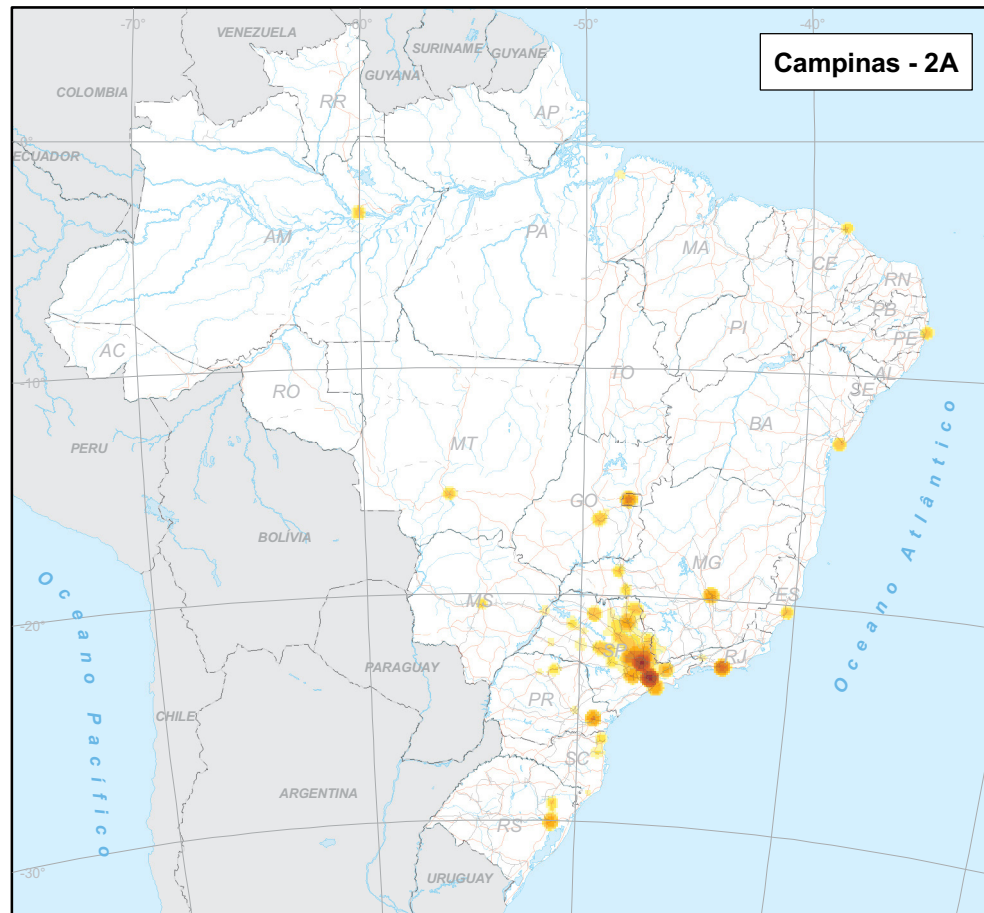 -70°
-60°
-50°
-40°
VENEZUELA
SURINAME
GUYANE
Campinas - 2A
GUYANA
COLOMBIA
RR
AP
0°
ECUADOR
AM
PA
MA
CE
RN
PB
PI
PE
AC
TO
AL
-10°
RO
SE
BA
MT
PERU
GO
BOLÍVIA
MG
ES
MS
-20°
SP
RJ
PARAGUAY
PR
CHILE
SC
ARGENTINA
RS
-30°
URUGUAY
Oceano Pacífico
Oceano Atlântico